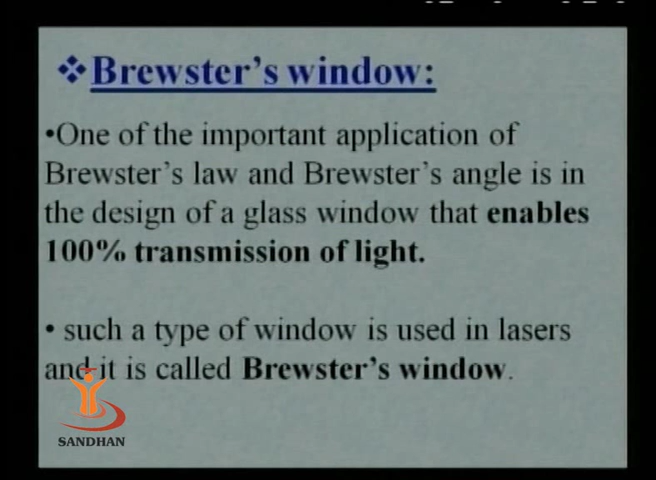 ❖Brewster's window:
•One of the important application of
Brewster's law and Brewster's angle is in
the design of a glass window that enables
100% transmission of light.
• such a type of window is used in lasers
and it is called Brewster's window.
SANDHAN